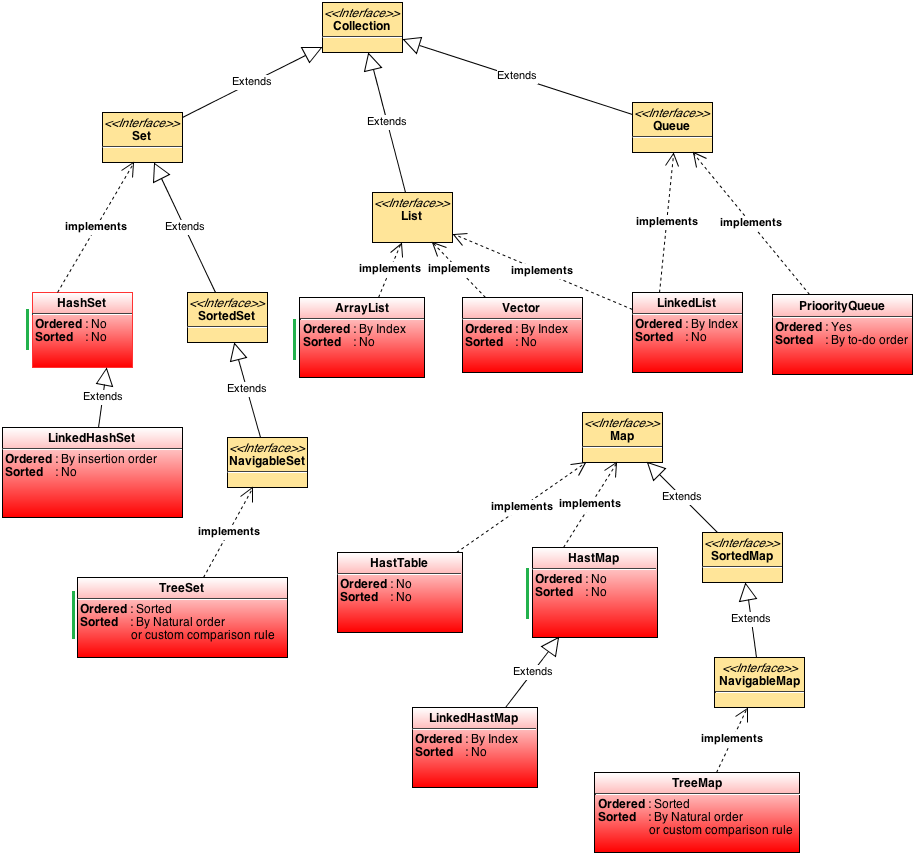 <<Interface>>
Collection
Extends
Extends
Extends
<<Interface>>
Set
<<Interface>>
Queue
<<Interface>>
List
implements
Extends
implements
implements
implements
implements
implements
HashSet
Ordered : No
Sorted : No
<<Interface>>
SortedSet
ArrayList
Ordered : By Index
Sorted : No
Vector
Ordered : By Index
Sorted : No
LinkedList
Ordered : By Index
Sorted : No
PrioorityQueue
Ordered : Yes
Sorted : By to-do order
Extends
Extends
LinkedHashSet
Ordered : By insertion order
Sorted : No
<<Interface>>
NavigableSet
<<Interface>>
Map
implements
implements
implements
Extends
HastTable
Ordered : No
Sorted : No
HastMap
Ordered : No
Sorted : No
<<Interface>>
SortedMap
TreeSet
Ordered : Sorted
Sorted : By Natural order
or custom comparison rule
Extends
Extends
<<Interface>>
NavigableMap
LinkedHastMap
Ordered : By Index
Sorted : No
implements
TreeMap
Ordered : Sorted
Sorted : By Natural order
or custom comparison rule